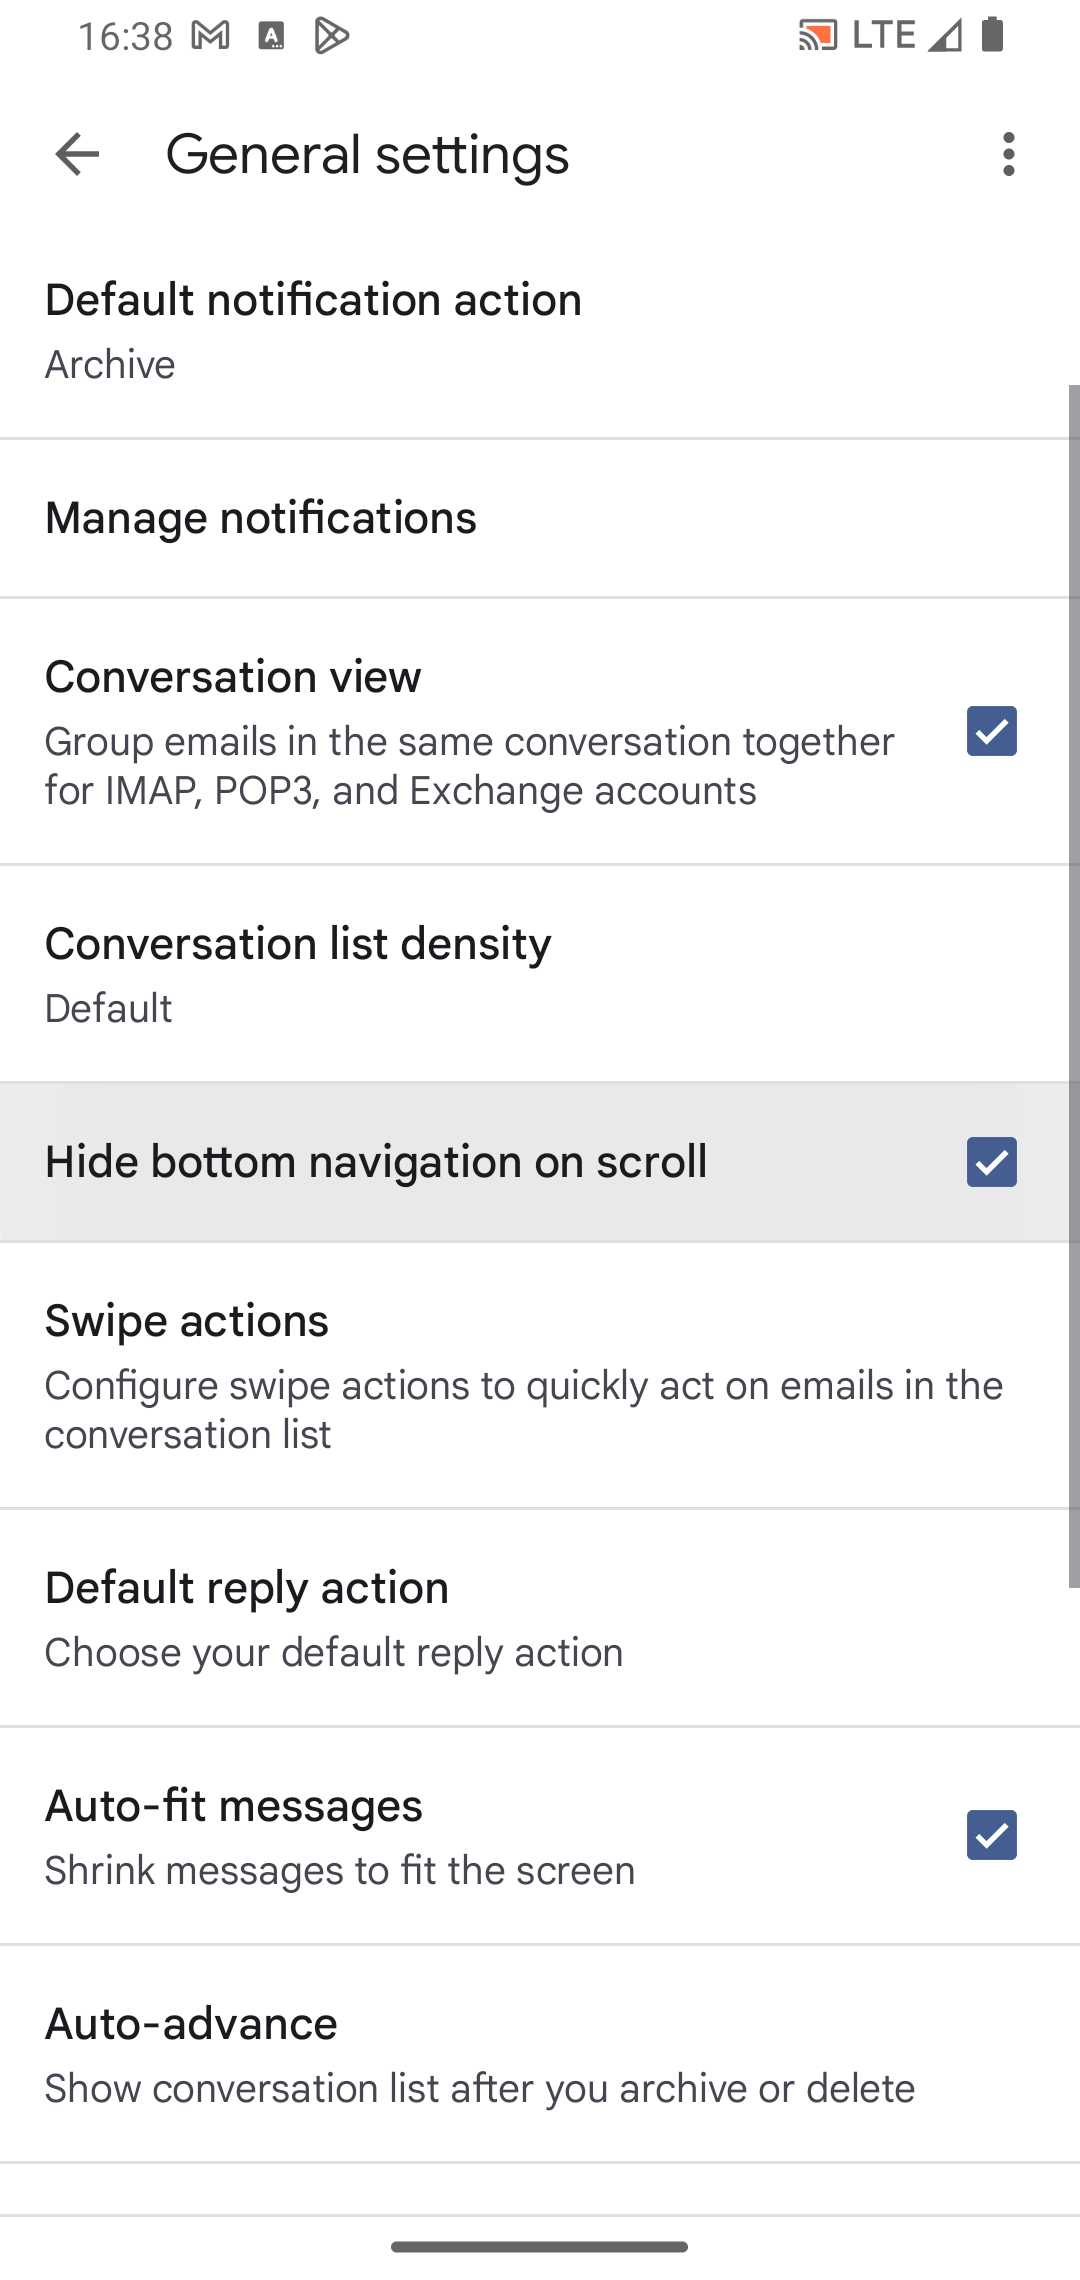 16:38
LTE
General settings
Default notification action
Archive
Manage notifications
Conversation view
Group emails in the same conversation together
for IMAP, POP3, and Exchange accounts
Conversation list density
Default
Hide bottom navigation on scroll
Swipe actions
Configure swipe actions to quickly act on emails in the
conversation list
Default reply action
Choose your default reply action
Auto-fit messages
Shrink messages to fit the screen
Auto-advance
Show conversation list after you archive or delete